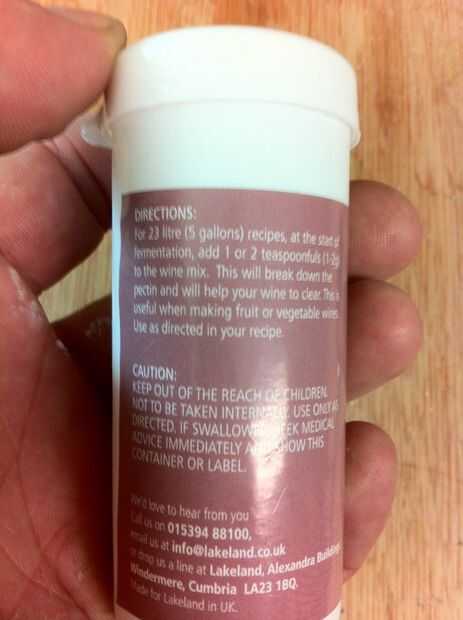 DIRECTIONS:
For 23 litre (5 gallons) recipes, at the start of
fermentation, add 1 or 2 teaspoonfuls (1-2g)
to the wine mix. This will break down the
pectin and will help your wine to clear. This is
useful when making fruit or vegetable wines.
Use as directed in your recipe.
CAUTION:
KEEP OUT OF THE REACH OF CHILDREN.
NOT TO BE TAKEN INTERNALLY. USE ONLY AS
DIRECTED. IF SWALLOWED SEEK MEDICAL
ADVICE IMMEDIATELY AND SHOW THIS
CONTAINER OR LABEL.
We'd love to hear from you
Call us on 015394 88100,
email us at info@lakeland.co.uk
or drop us a line at Lakeland, Alexandra Buildings,
Windermere, Cumbria LA23 1BQ.
Made for Lakeland in UK.